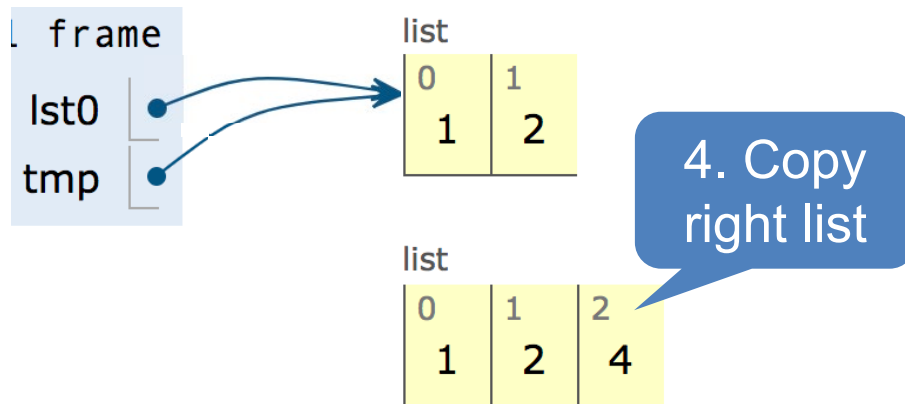 l frame
list
lst0
0 1
1 2
tmp
4. Copy
right list
list
0 1 2
1 2 4